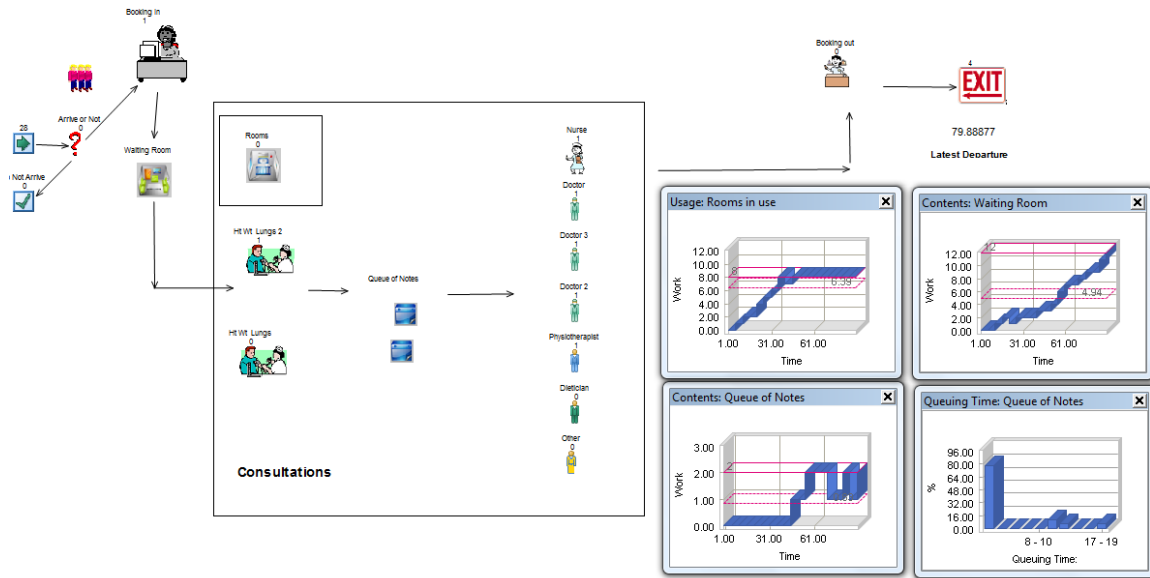 Booking In
1
28
Arrive or Not
0
o Not Arrive
0
Waiting Room
Rooms
0
Ht Wt Lungs 2
1
Ht Wt Lungs
0
Queue of Notes
Consultations
Nurse
1
Doctor
1
Doctor 3
1
Doctor 2
1
Physiotherapist
1
Dietician
0
Other
0
Booking out
0
4
EXIT
79.88877
Latest Departure
Usage: Rooms in use
12.00
10.00
8.00
6.00
4.00
2.00
0.00
Work
8
6.39
1.00 31.00 61.00
Time
Contents: Waiting Room
12.00
10.00
8.00
6.00
4.00
2.00
0.00
Work
12
4.94
1.00 31.00 61.00
Time
Contents: Queue of Notes
3.00
2.00
1.00
0.00
Work
2
1.00 31.00 61.00
Time
Queuing Time: Queue of Notes
96.00
80.00
64.00
48.00
32.00
16.00
0.00
%
8 - 10 17 - 19
Queuing Time: